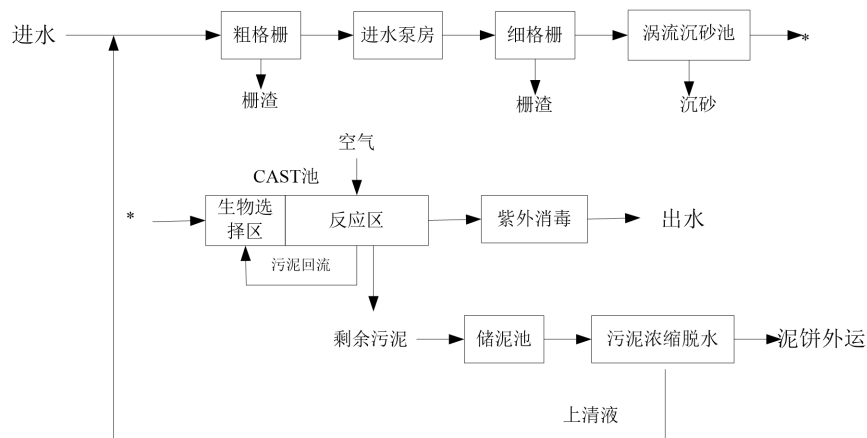 进水
粗格栅
进水泵房
细格栅
涡流沉砂池
*
栅渣
栅渣
沉砂
空气
CAST池
*
生物选
择区
反应区
紫外消毒
出水
污泥回流
剩余污泥
储泥池
污泥浓缩脱水
泥饼外运
上清液